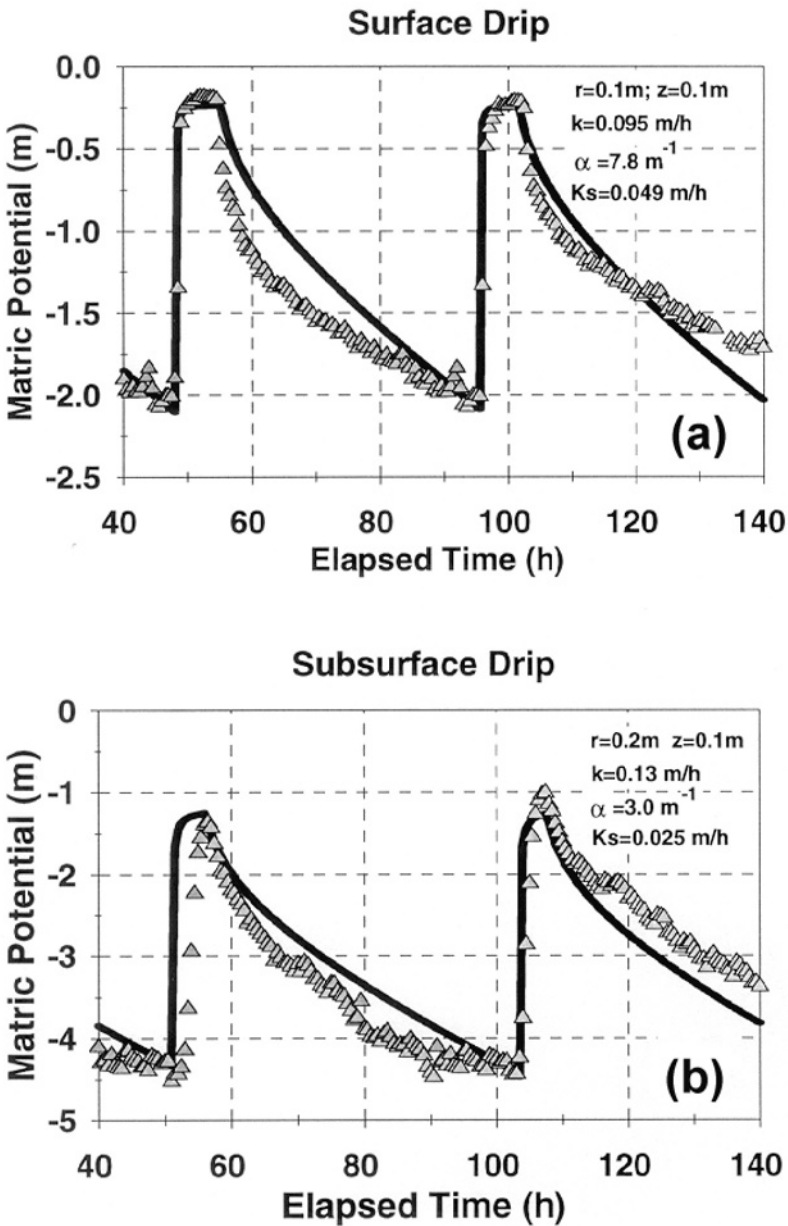 Surface Drip
0.0
-0.5
-1.0
-1.5
-2.0
-2.5
Matric Potential (m)
r=0.1m; z=0.1m
k=0.095 m/h
α =7.8 m-1
Ks=0.049 m/h
(a)
40 60 80 100 120 140
Elapsed Time (h)
Subsurface Drip
0
-1
-2
-3
-4
-5
Matric Potential (m)
r=0.2m z=0.1m
k=0.13 m/h
α =3.0 m-1
Ks=0.025 m/h
(b)
40 60 80 100 120 140
Elapsed Time (h)